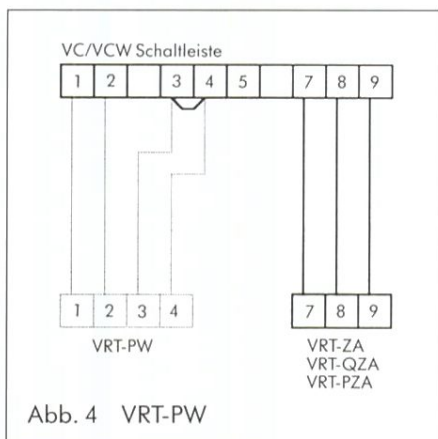 VC/VCW Schaltleiste
1 2 3 4 5 7 8 9
1 2 3 4 7 8 9
VRT-PW VRT-ZA
VRT-QZA
VRT-PZA
Abb. 4 VRT-PW